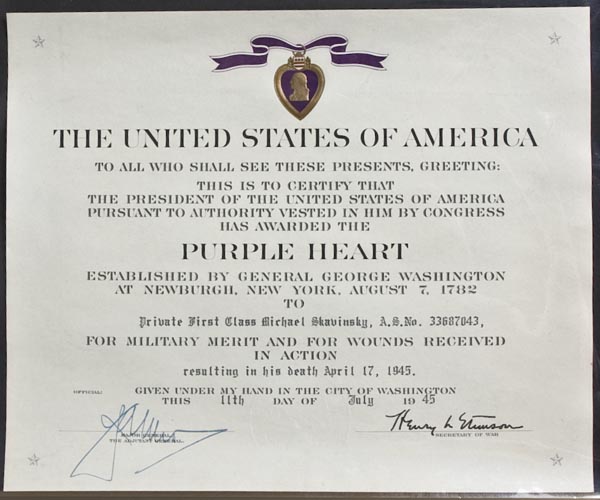 THE UNITED STATES OF AMERICA
TO ALL WHO SHALL SEE THESE PRESENTS, GREETING:
THIS IS TO CERTIFY THAT
THE PRESIDENT OF THE UNITED STATES OF AMERICA
PURSUANT TO AUTHORITY VESTED IN HIM BY CONGRESS
HAS AWARDED THE
PURPLE HEART
ESTABLISHED BY GENERAL GEORGE WASHINGTON
AT NEWBURGH, NEW YORK, AUGUST 7, 1782
TO
Private First Class Michael Skavinsky, A.S.No. 33687043,
FOR MILITARY MERIT AND FOR WOUNDS RECEIVED
IN ACTION
resulting in his death April 17, 1945.
OFFICIAL: GIVEN UNDER MY HAND IN THE CITY OF WASHINGTON
THIS 11th DAY OF July 1945
Henry L Stimson
MAJOR GENERAL SECRETARY OF WAR
THE ADJUTANT GENERAL